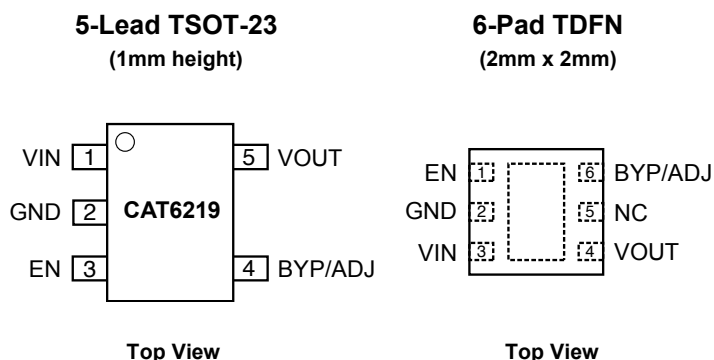 5-Lead TSOT-23
(1mm height)
VIN 1 5 VOUT
GND 2 CAT6219
EN 3 4 BYP/ADJ
Top View
6-Pad TDFN
(2mm x 2mm)
EN 1 6 BYP/ADJ
GND 2 5 NC
VIN 3 4 VOUT
Top View